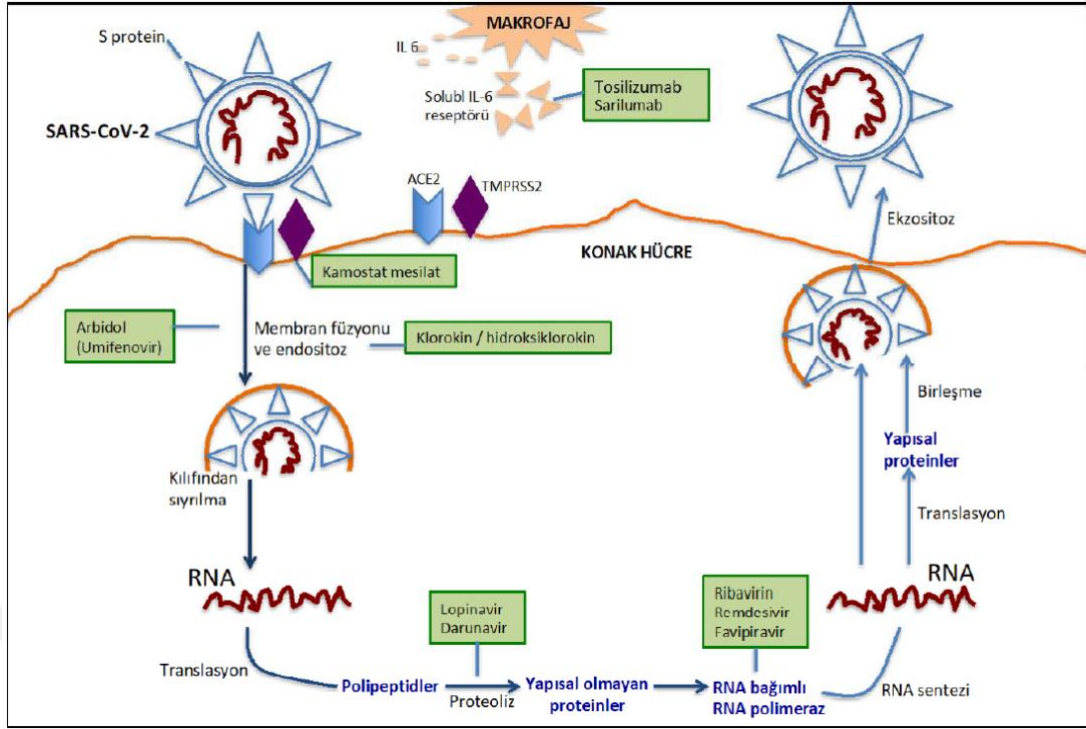 S protein
SARS-CoV-2
MAKROFAJ
IL 6
Solubl IL-6
reseptörü
Tosilizumab
Sarilumab
ACE2
TMPRSS2
Ekzositoz
KONAK HÜCRE
Kamostat mesilat
Arbidol
(Umifenovir)
Membran füzyonu
ve endositoz
Klorokin / hidroksiklorokin
Kılıfından
sıyrılma
Birleşme
Yapısal
proteinler
Translasyon
RNA
RNA
Lopinavir
Darunavir
Ribavirin
Remdesivir
Favipiravir
Translasyon
Polipeptidler
Proteoliz
Yapısal olmayan
proteinler
RNA bağımlı
RNA polimeraz
RNA sentezi